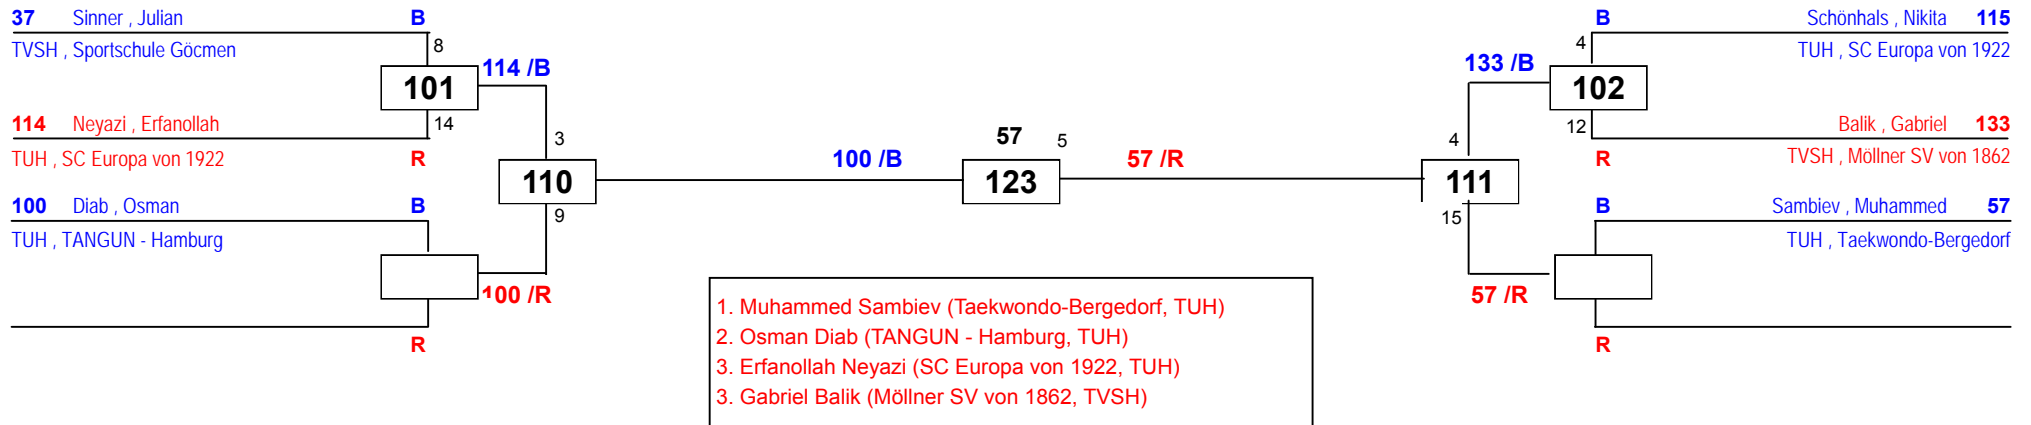 37 Sinner , Julian B
TVSH , Sportschule Göcmen
8
101
114 /B
14
114 Neyazi , Erfanollah
TUH , SC Europa von 1922 R
100 Diab , Osman B
TUH , TANGUN - Hamburg
100 /R
R
3
110
9
100 /B
57
5
123
57 /R
4
111
15
1. Muhammed Sambiev (Taekwondo-Bergedorf, TUH)
2. Osman Diab (TANGUN - Hamburg, TUH)
3. Erfanollah Neyazi (SC Europa von 1922, TUH)
3. Gabriel Balik (Möllner SV von 1862, TVSH)
B Schönhals , Nikita 115
4
TUH , SC Europa von 1922
133 /B
102
12
Balik , Gabriel 133
R TVSH , Möllner SV von 1862
B Sambiev , Muhammed 57
TUH , Taekwondo-Bergedorf
57 /R
R